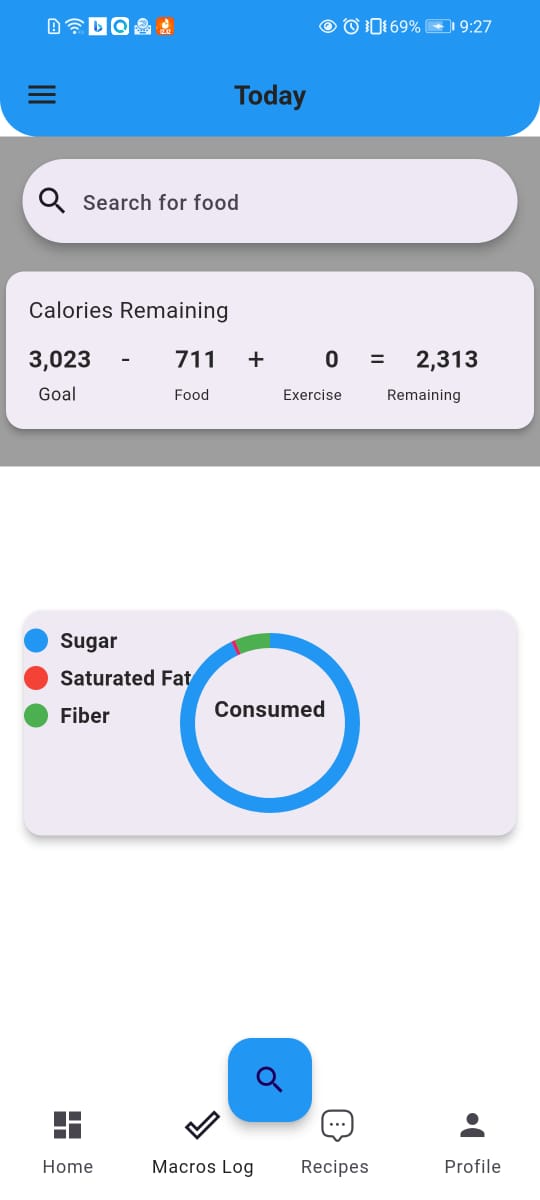 69% 9:27
Today
Search for food
Calories Remaining
3,023 - 711 + 0 = 2,313
Goal Food Exercise Remaining
Sugar
Saturated Fat
Fiber
Consumed
Home Macros Log Recipes Profile